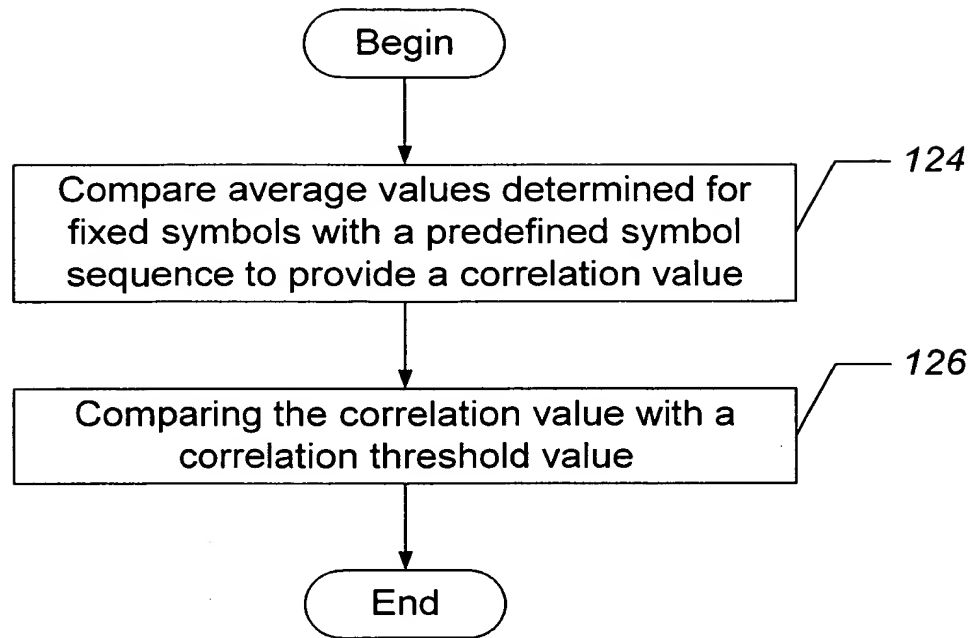 Begin
Compare average values determined for
fixed symbols with a predefined symbol
sequence to provide a correlation value
124
Comparing the correlation value with a
correlation threshold value
126
End